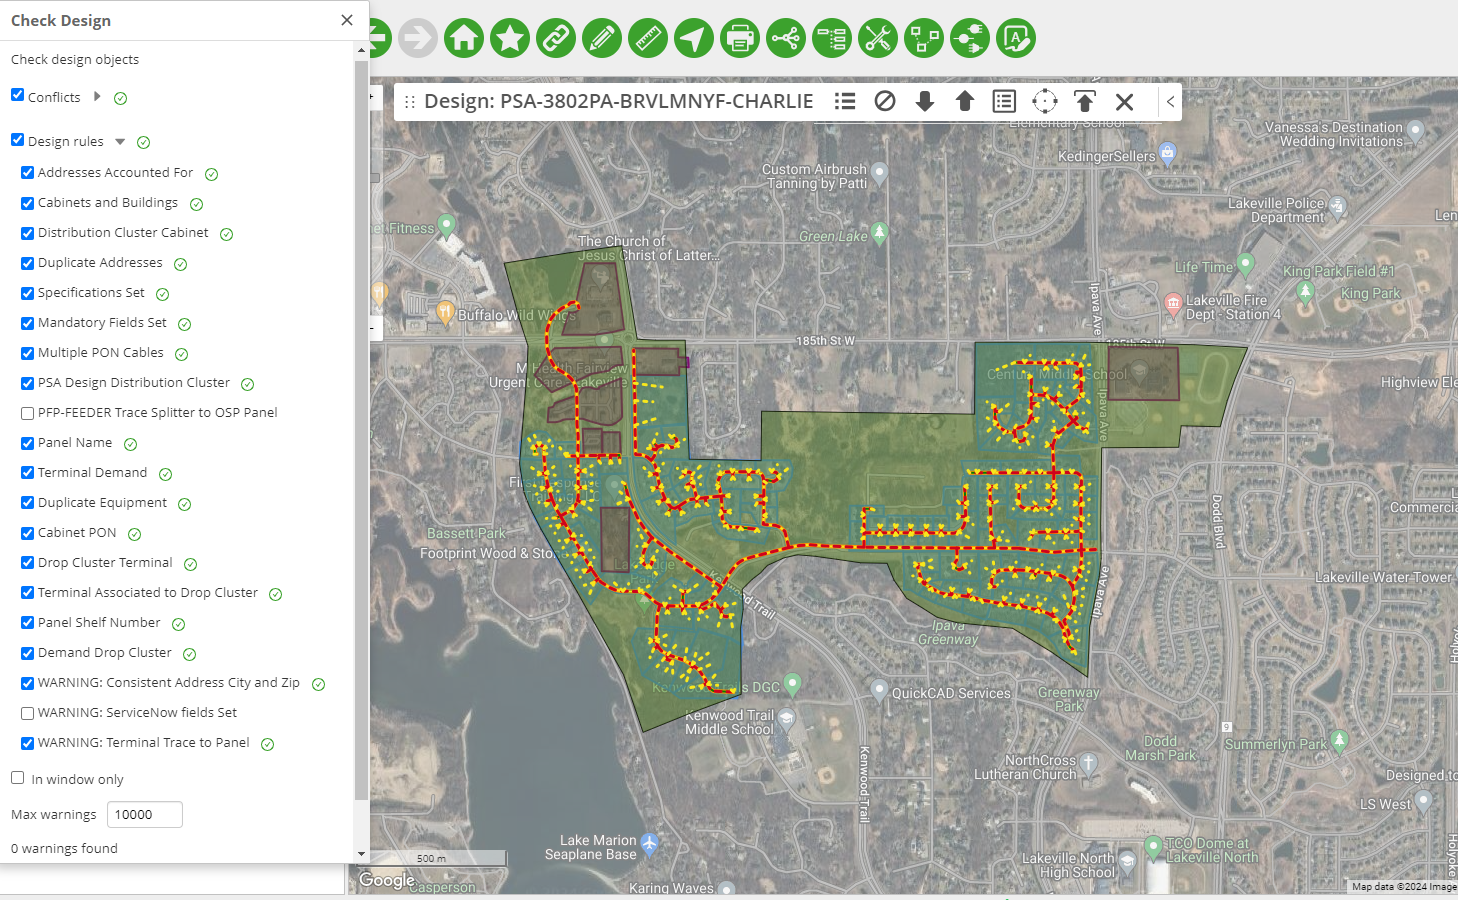 Check Design
Check design objects
Conflicts
Design rules
Addresses Accounted For
Cabinets and Buildings
Distribution Cluster Cabinet
Duplicate Addresses
Specifications Set
Mandatory Fields Set
Multiple PON Cables
PSA Design Distribution Cluster
PFP-FEEDER Trace Splitter to OSP Panel
Panel Name
Terminal Demand
Duplicate Equipment
Cabinet PON
Drop Cluster Terminal
Terminal Associated to Drop Cluster
Panel Shelf Number
Demand Drop Cluster
WARNING: Consistent Address City and Zip
WARNING: ServiceNow fields Set
WARNING: Terminal Trace to Panel
In window only
Max warnings 10000
0 warnings found
Design: PSA-3802PA-BRVLMNYF-CHARLIE
Elementary School
Vanessa's Destination
Wedding Invitations
KedingerSellers
Custom Airbrush
Tanning by Patti
Lakeville Police
Department
Len
et Fitness
Green Lake
The Church of
Jesus Christ of Latter...
Life Time
King Park Field #1
King Park
Lakeville Fire
Dept - Station 4
Ipava Ave
Buffalo Wild Wings
185th St W
185th St W
M Health Fairview
Urgent Care - Lakeville
Century Middle School
Highview Ele
Ipava Ave
Dodd Blvd
Commercia
Bassett Park
Footprint Wood & Stone
Kenwood Trail
Ipava Ave
Lakeville Water Tower
Ipava
Greenway
Kenwood Trails DGC
QuickCAD Services
Greenway
Park
Kenwood Trail
Middle School
9
Dodd
Marsh Park
Summerlyn Park
NorthCross
Lutheran Church
Designed to
LS West
Kenwood Trail
Lake Marion
Seaplane Base
TCO Dome at
Lakeville North
Lakeville North
High School
Holyoke
500 m
Google
Casperson
Karing Waves
Map data ©2024 Image